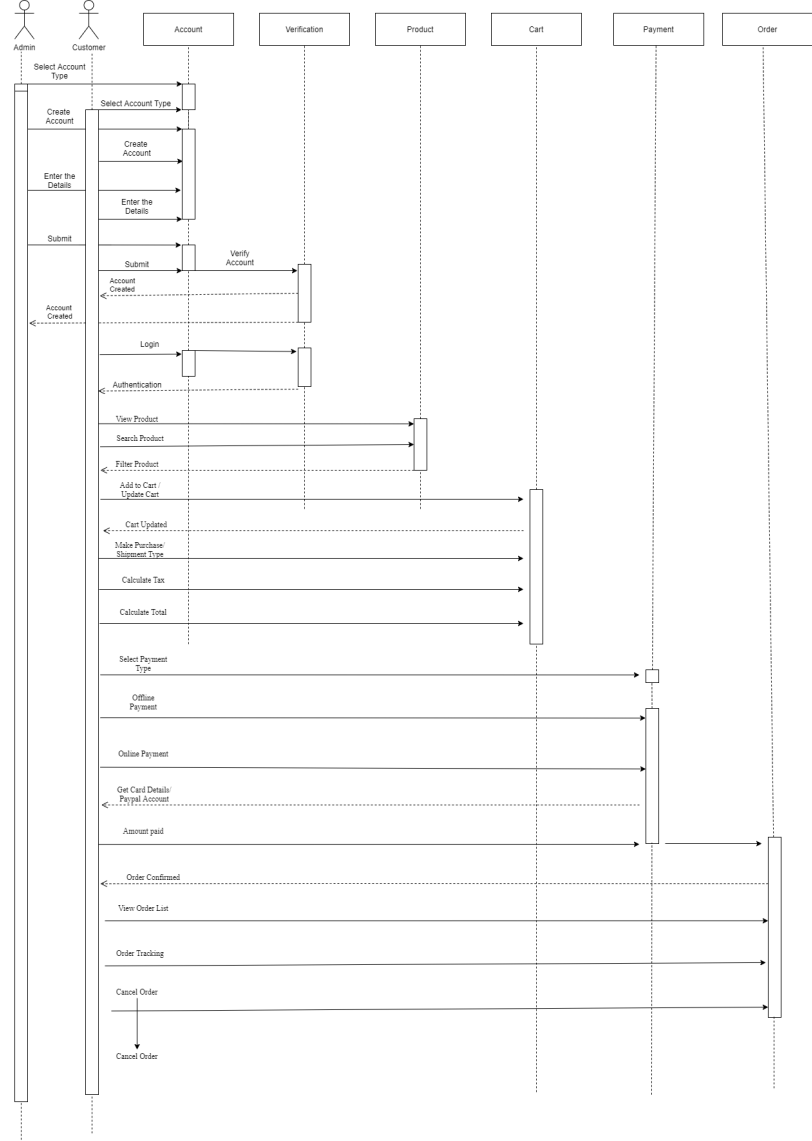 Admin
Customer
Account
Verification
Product
Cart
Payment
Order
Select Account
Type
Select Account Type
Create
Account
Create
Account
Enter the
Details
Enter the
Details
Submit
Submit
Verify
Account
Account
Created
Account
Created
Login
Authentication
View Product
Search Product
Filter Product
Add to Cart /
Update Cart
Cart Updated
Make Purchase/
Shipment Type
Calculate Tax
Calculate Total
Select Payment
Type
Offline
Payment
Online Payment
Get Card Details/
Paypal Account
Amount paid
Order Confirmed
View Order List
Order Tracking
Cancel Order
Cancel Order